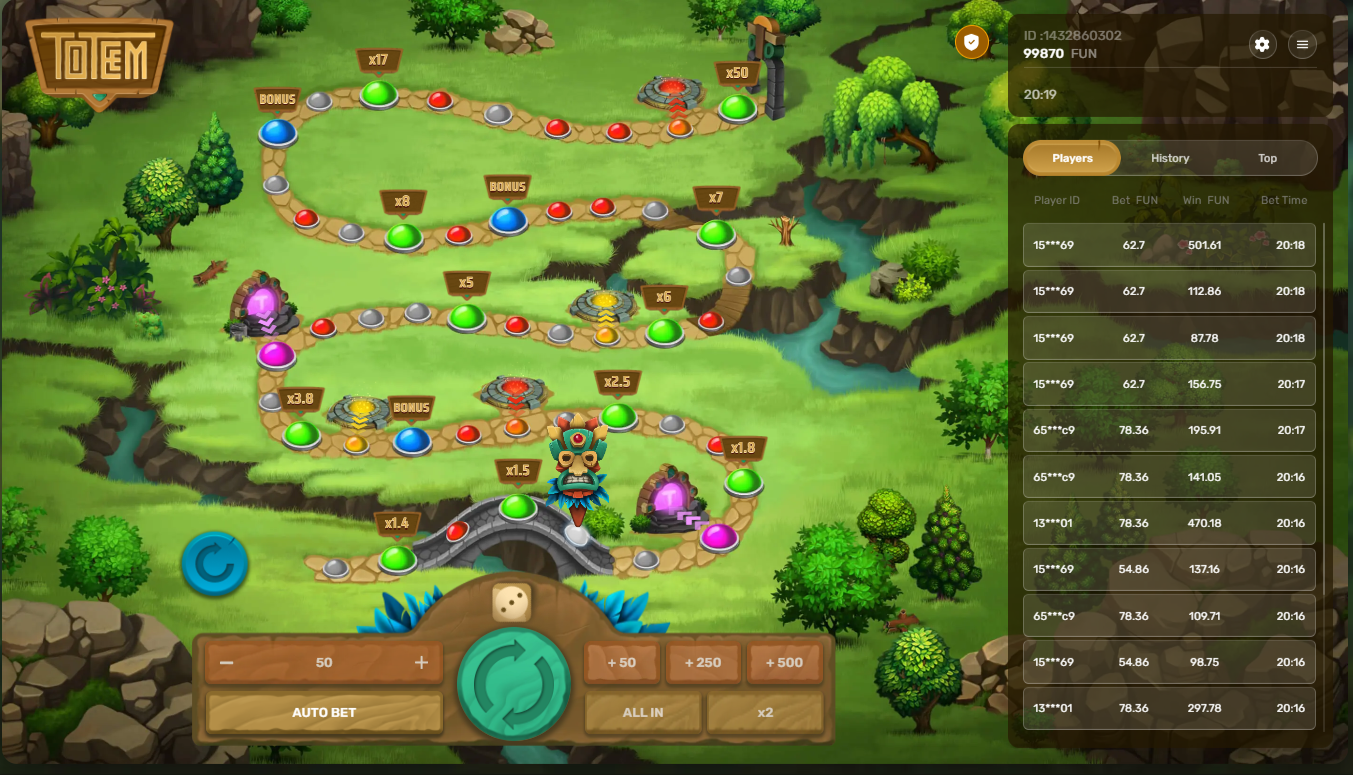 TOTEM
x17
x50
BONUS
x8
BONUS
x7
x5
x6
T
x3.8
BONUS
x2.5
x1.5
x1.8
T
x1.4
− 50 +
+ 50
+ 250
+ 500
AUTO BET
ALL IN
x2
ID :1432860302
99870 FUN
20:19
Players History Top
Player ID Bet FUN Win FUN Bet Time
15***69 62.7 501.61 20:18
15***69 62.7 112.86 20:18
15***69 62.7 87.78 20:18
15***69 62.7 156.75 20:17
65***c9 78.36 195.91 20:17
65***c9 78.36 141.05 20:16
13***01 78.36 470.18 20:16
15***69 54.86 137.16 20:16
65***c9 78.36 109.71 20:16
15***69 54.86 98.75 20:16
13***01 78.36 297.78 20:16